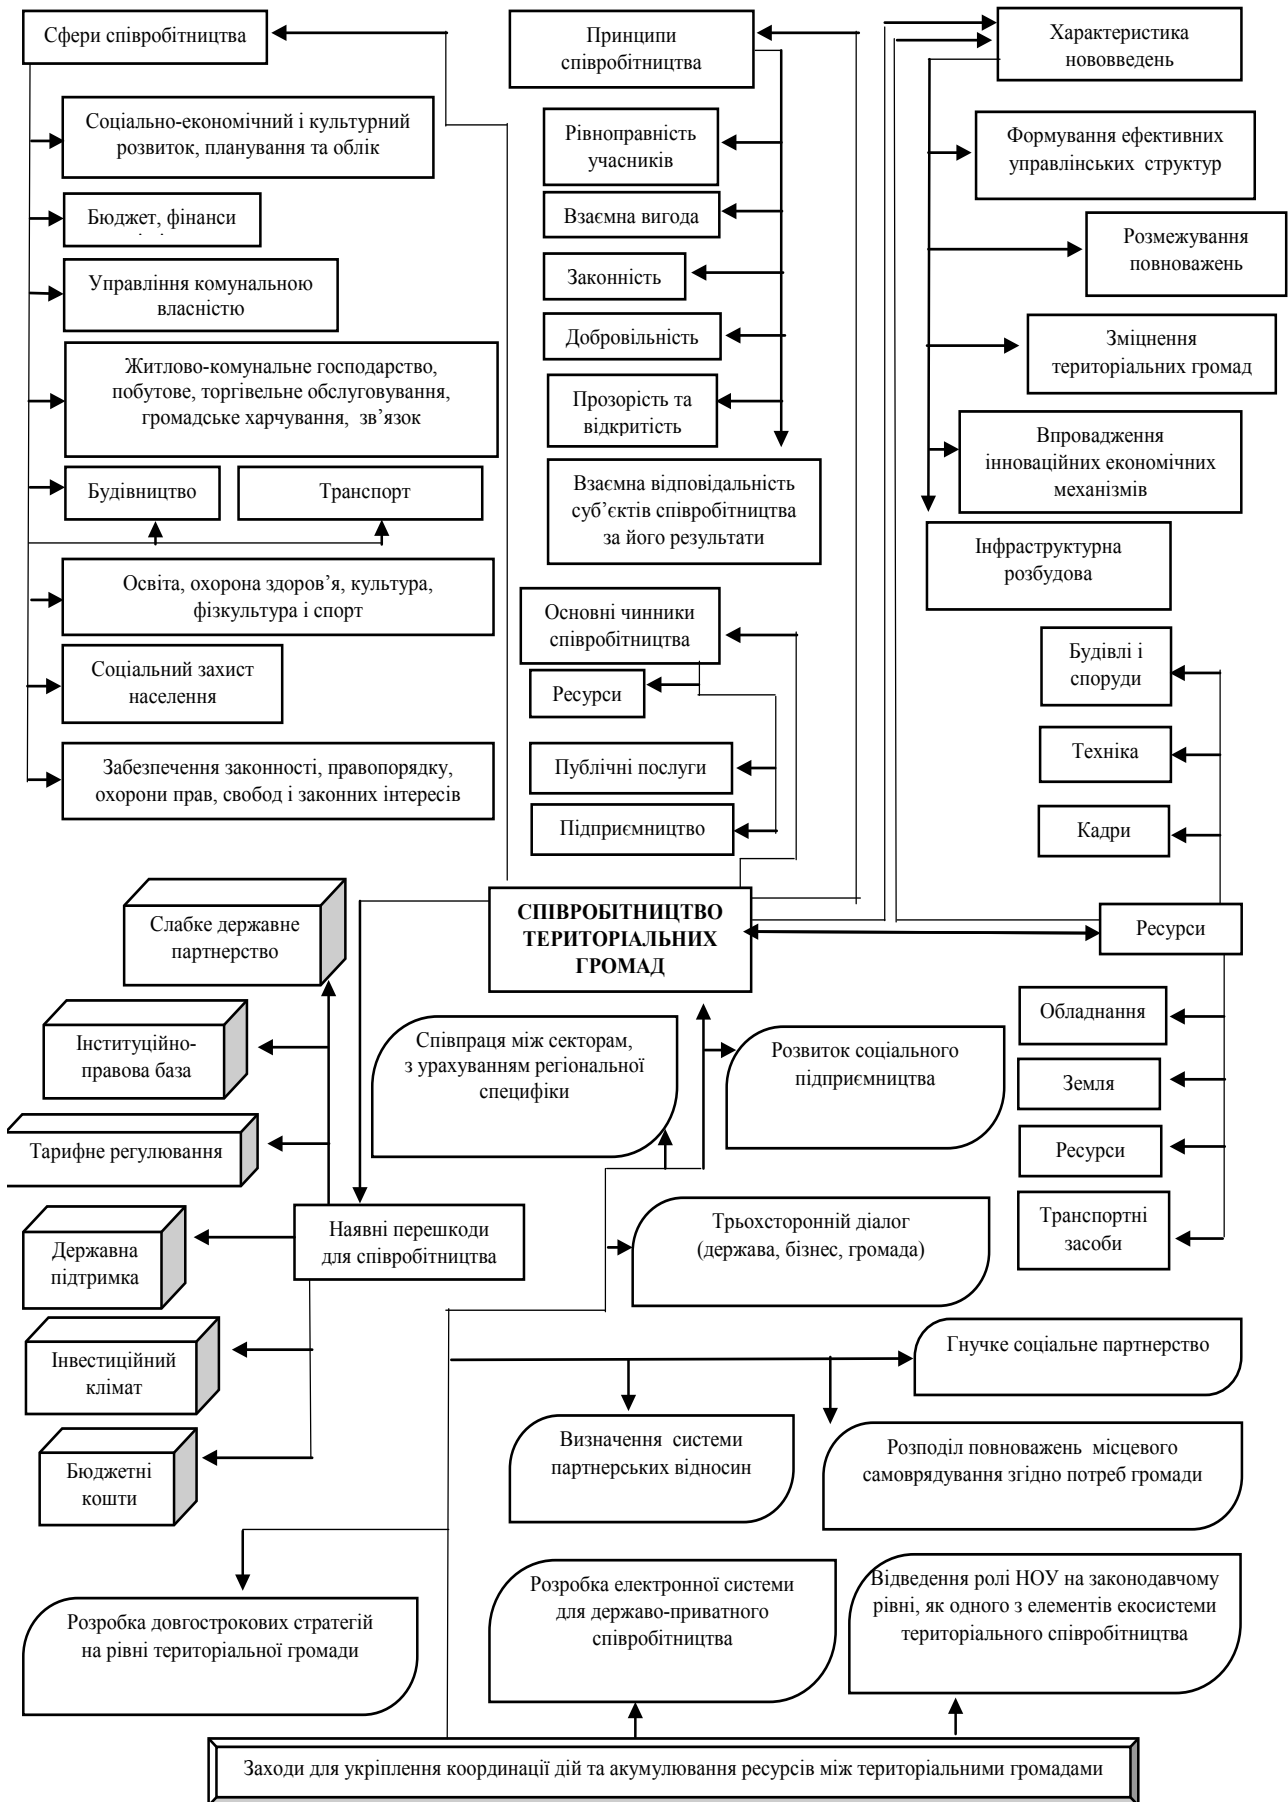 Сфери співробітництва
Соціально-економічний і культурний
розвиток, планування та облік
Бюджет, фінаси
Управління комунальною
власністю
Житлово-комунальне господарство,
побутове, торгівельне обслуговування,
громадське харчування, зв’язок
Будівництво
Транспорт
Освіта, охорона здоров’я, культура,
фізкультура і спорт
Соціальний захист
населення
Забезпечення законності, правопорядку,
охорони прав, свобод і законних інтересів
Принципи
співробітництва
Рівноправність
учасників
Взаємна вигода
Законність
Добровільність
Прозорість та
відкритість
Взаємна відповідальність
суб’єктів співробітництва
за його результати
Основні чинники
співробітництва
Ресурси
Публічні послуги
Підприємництво
Характеристика
нововведень
Формування ефективних
управлінських структур
Розмежування
повноважень
Зміцнення
територіальних громад
Впровадження
інноваційних економічних
механізмів
Інфраструктурна
розбудова
Будівлі і
споруди
Техніка
Кадри
Ресурси
Обладнання
Земля
Ресурси
Транспортні
засоби
СПІВРОБІТНИЦТВО
ТЕРИТОРІАЛЬНИХ
ГРОМАД
Слабке державне
партнерство
Інституційно-
правова база
Тарифне регулювання
Державна
підтримка
Інвестиційний
клімат
Бюджетні
кошти
Наявні перешкоди
для співробітництва
Співпраця між секторам,
з урахуванням регіональної
специфіки
Розвиток соціального
підприємництва
Трьохсторонній діалог
(держава, бізнес, громада)
Гнучке соціальне партнерство
Визначення системи
партнерських відносин
Розподіл повноважень місцевого
самоврядування згідно потреб громади
Розробка довгострокових стратегій
на рівні територіальної громади
Розробка електронної системи
для державо-приватного
співробітництва
Відведення ролі НОУ на законодавчому
рівні, як одного з елементів екосистеми
територіального співробітництва
Заходи для укріплення координації дій та акумулювання ресурсів між територіальними громадами